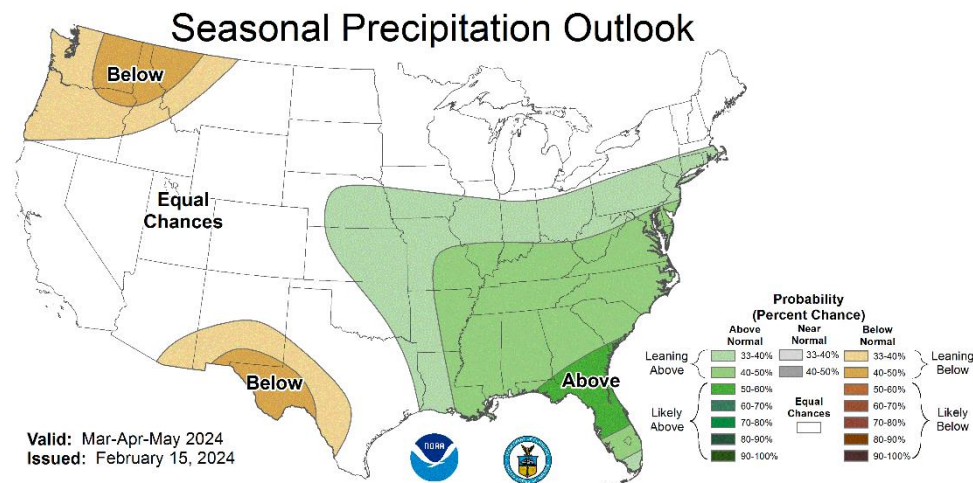 Seasonal Precipitation Outlook
Below
Equal
Chances
Below
Above
Valid: Mar-Apr-May 2024
Issued: February 15, 2024
NOAA
Probability
(Percent Chance)
Above Normal
Near Normal
Below Normal
Leaning Above
33-40%
40-50%
Likely Above
50-60%
60-70%
70-80%
80-90%
90-100%
33-40%
40-50%
Equal Chances
33-40%
40-50%
Leaning Below
50-60%
60-70%
70-80%
80-90%
90-100%
Likely Below